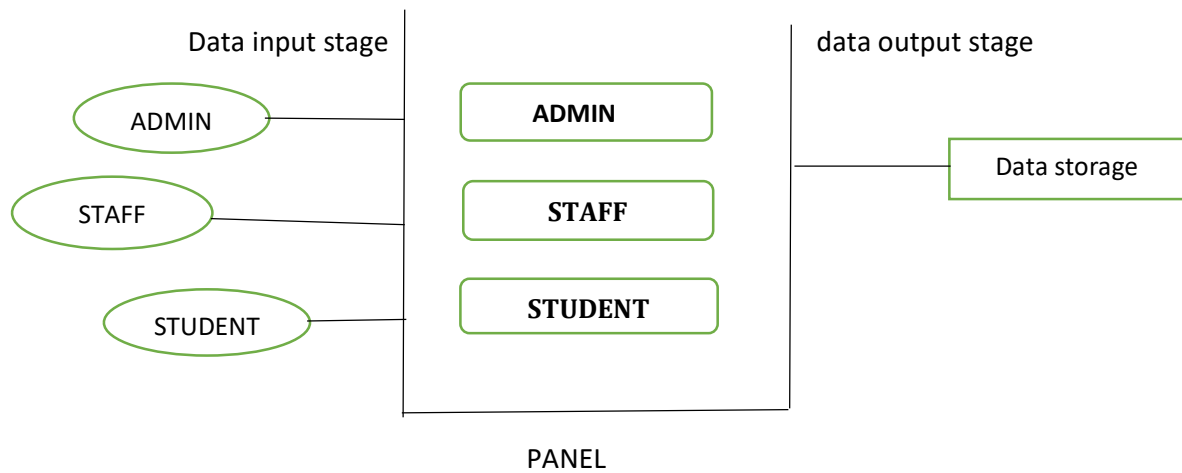 Data input stage
data output stage
ADMIN
ADMIN
Data storage
STAFF
STAFF
STUDENT
STUDENT
PANEL